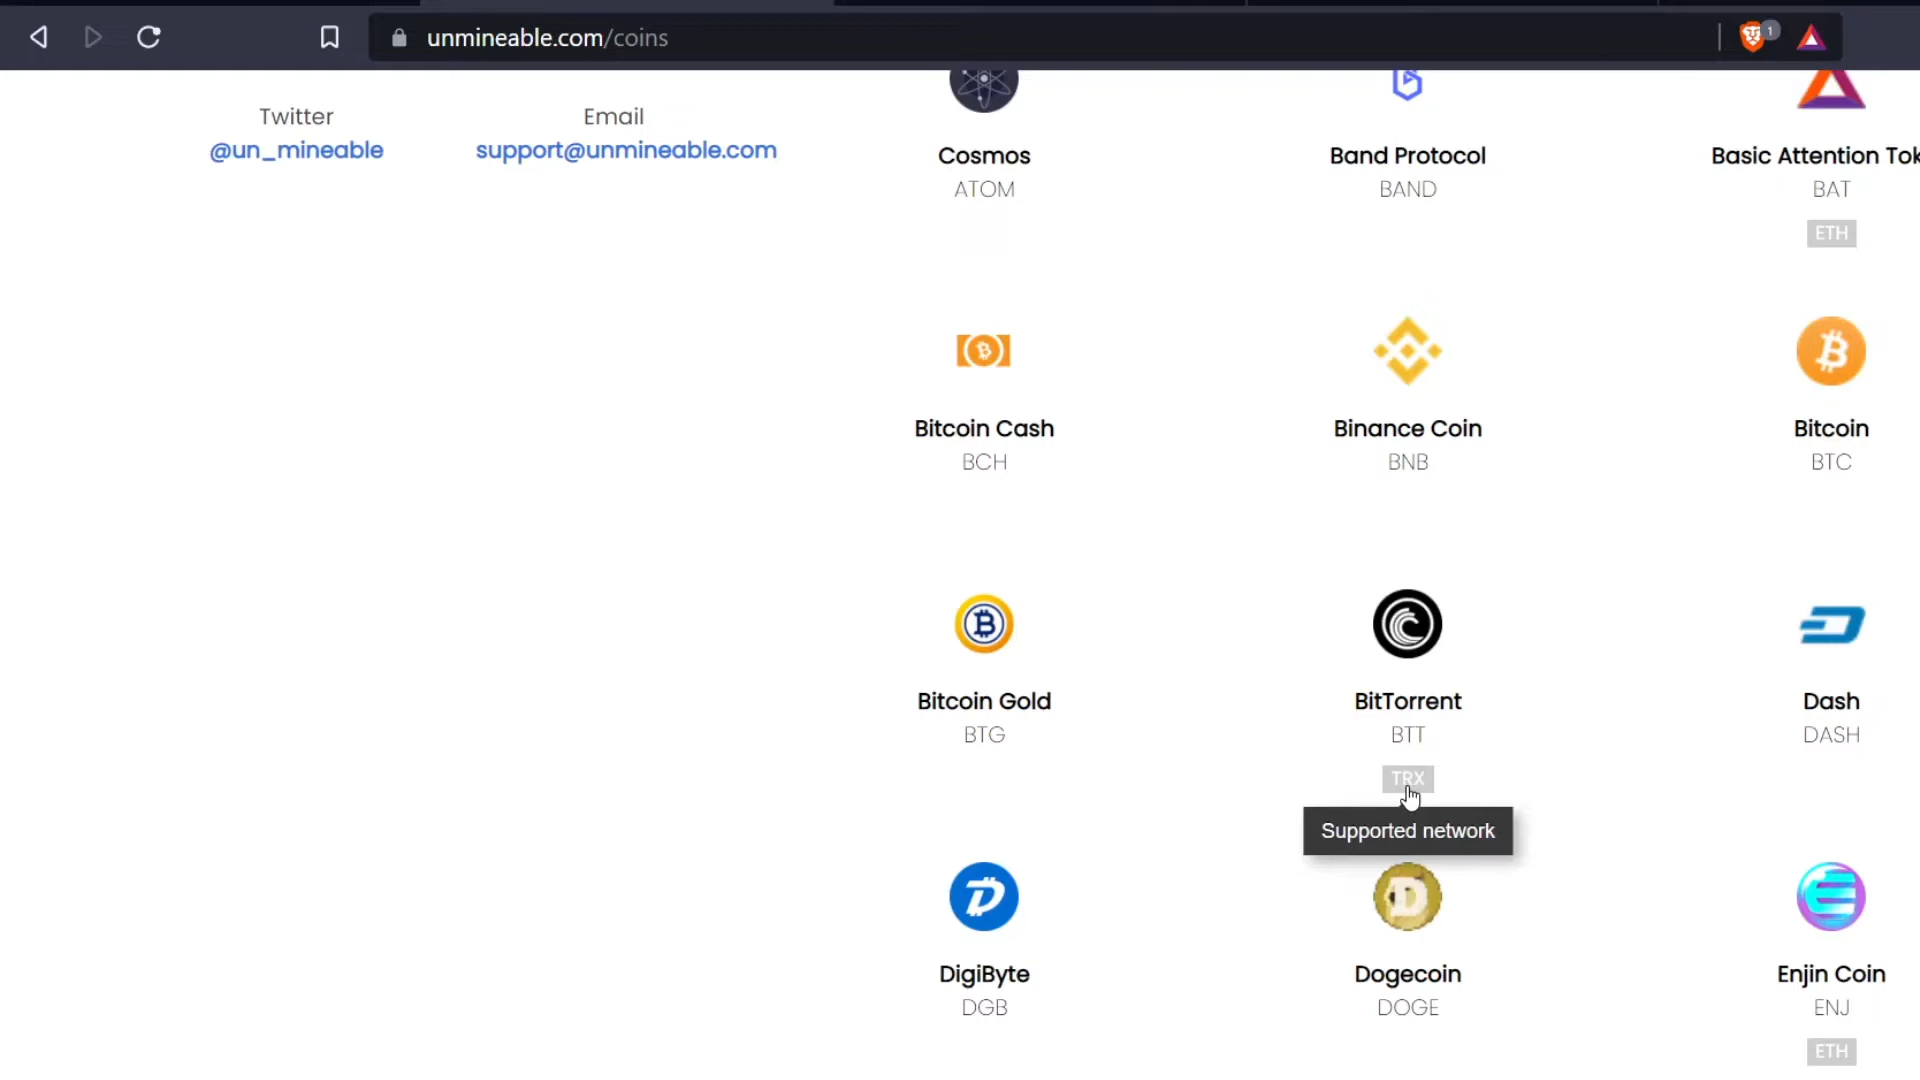 unmineable.com/coins
1
Twitter
@un_mineable
Email
support@unmineable.com
Cosmos
ATOM
Band Protocol
BAND
Basic Attention Tok
BAT
ETH
Bitcoin Cash
BCH
Binance Coin
BNB
Bitcoin
BTC
Bitcoin Gold
BTG
BitTorrent
BTT
TRX
Supported network
Dash
DASH
DigiByte
DGB
Dogecoin
DOGE
Enjin Coin
ENJ
ETH